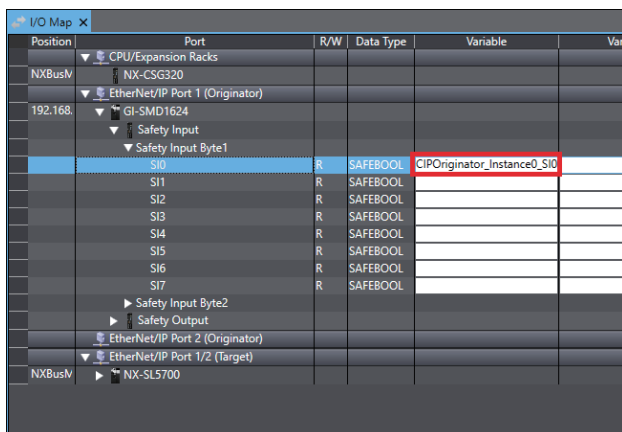 I/O Map
Position Port R/W Data Type Variable Var
CPU/Expansion Racks
NXBusM NX-CSG320
EtherNet/IP Port 1 (Originator)
192.168. GI-SMD1624
Safety Input
Safety Input Byte1
SI0 R SAFEBOOL CIPOriginator_Instance0_SI0
SI1 R SAFEBOOL
SI2 R SAFEBOOL
SI3 R SAFEBOOL
SI4 R SAFEBOOL
SI5 R SAFEBOOL
SI6 R SAFEBOOL
SI7 R SAFEBOOL
Safety Input Byte2
Safety Output
EtherNet/IP Port 2 (Originator)
EtherNet/IP Port 1/2 (Target)
NXBusM NX-SL5700